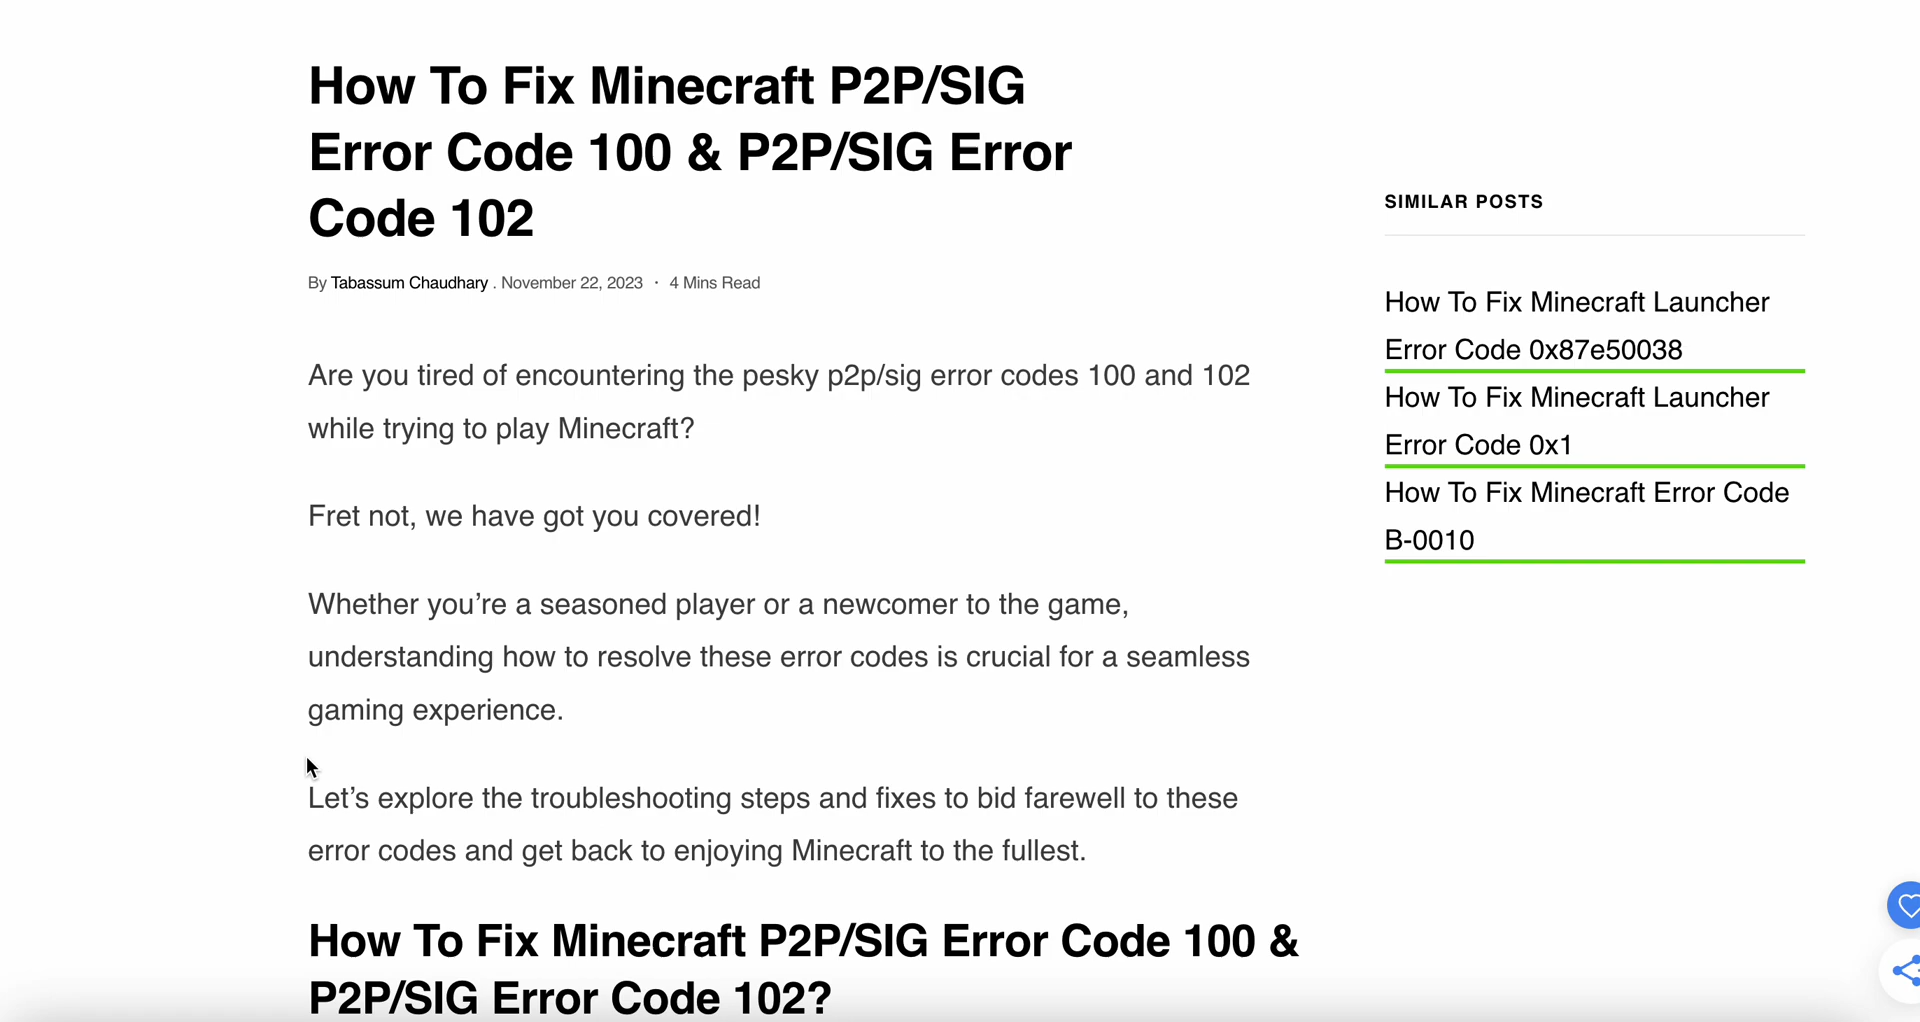 How To Fix Minecraft P2P/SIG
Error Code 100 & P2P/SIG Error
Code 102
By Tabassum Chaudhary . November 22, 2023 · 4 Mins Read
Are you tired of encountering the pesky p2p/sig error codes 100 and 102
while trying to play Minecraft?
Fret not, we have got you covered!
Whether you’re a seasoned player or a newcomer to the game,
understanding how to resolve these error codes is crucial for a seamless
gaming experience.
Let’s explore the troubleshooting steps and fixes to bid farewell to these
error codes and get back to enjoying Minecraft to the fullest.
How To Fix Minecraft P2P/SIG Error Code 100 &
P2P/SIG Error Code 102?
SIMILAR POSTS
How To Fix Minecraft Launcher
Error Code 0x87e50038
How To Fix Minecraft Launcher
Error Code 0x1
How To Fix Minecraft Error Code
B-0010